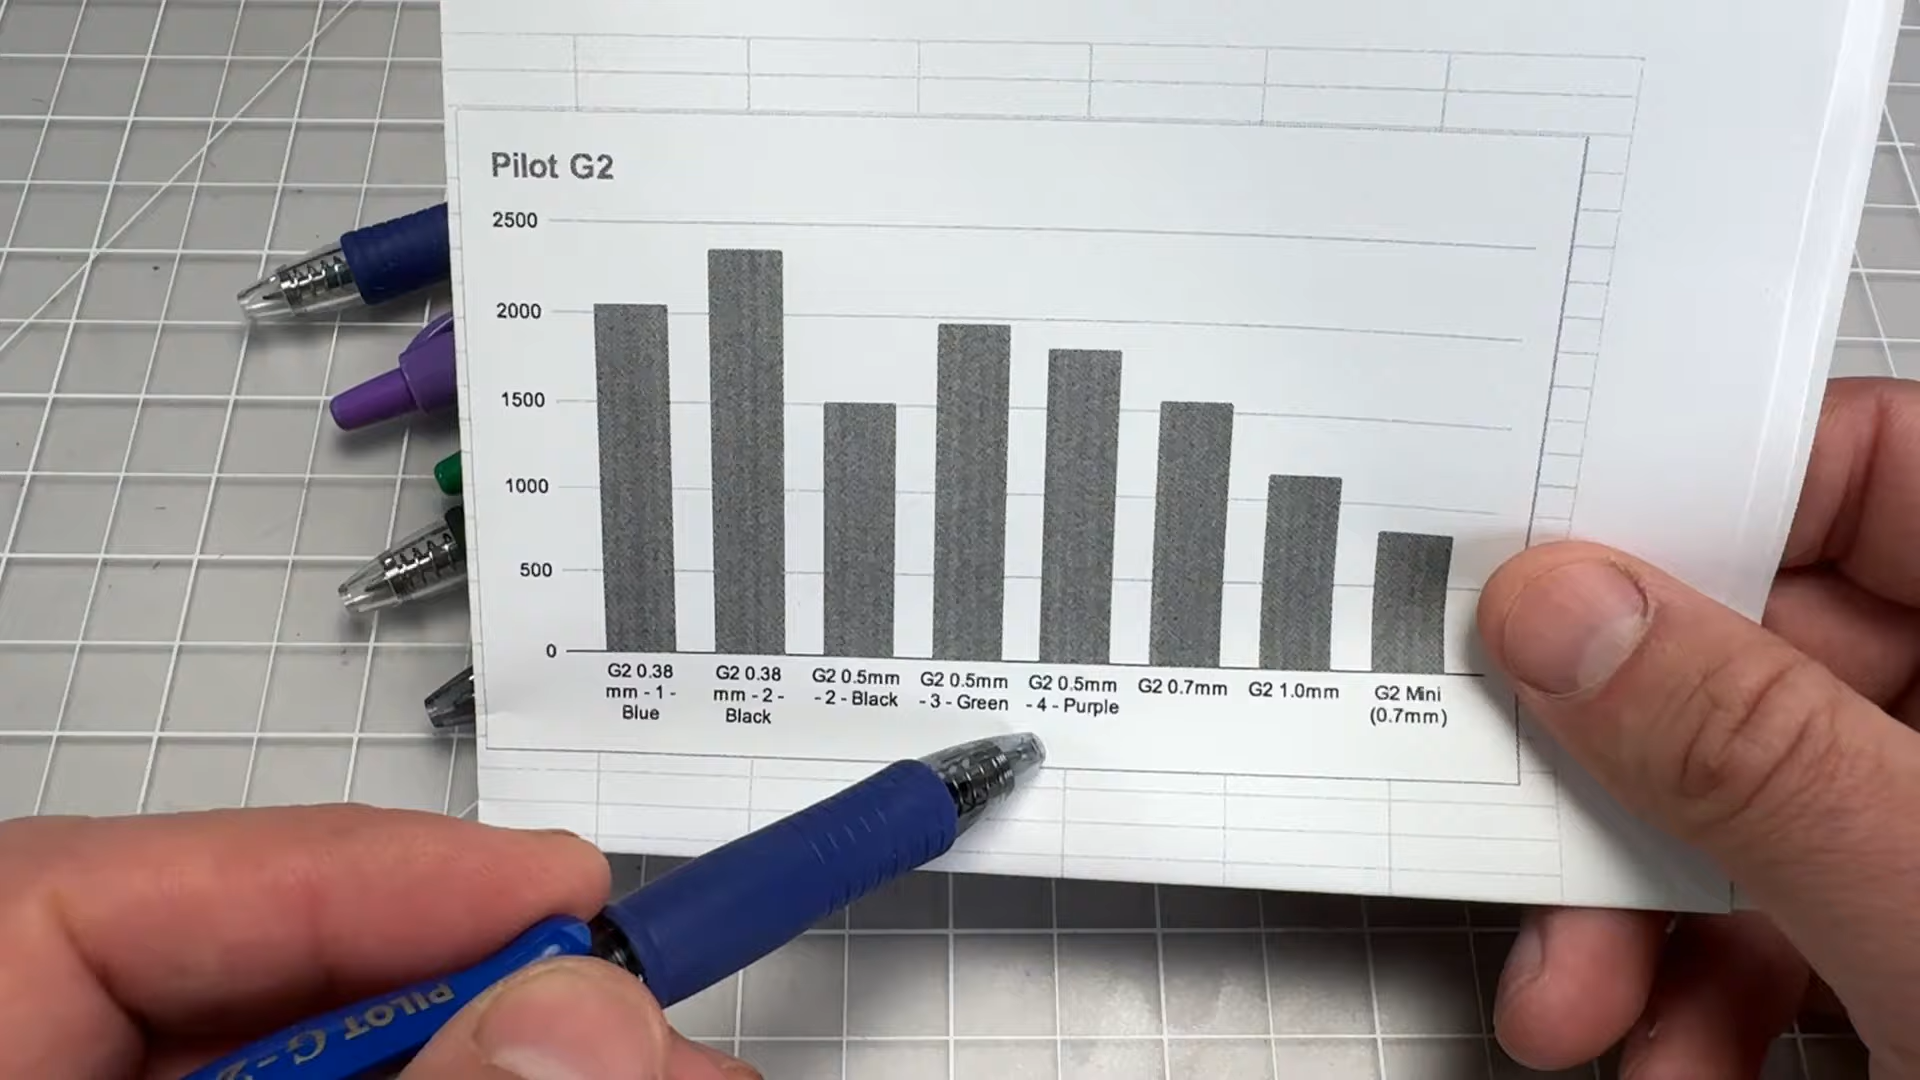 Pilot G2
2500
2000
1500
1000
500
0
G2 0.38
mm - 1 -
Blue
G2 0.38
mm - 2 -
Black
G2 0.5mm
- 2 - Black
G2 0.5mm
- 3 - Green
G2 0.5mm
- 4 - Purple
G2 0.7mm
G2 1.0mm
G2 Mini
(0.7mm)
PILOT G-2